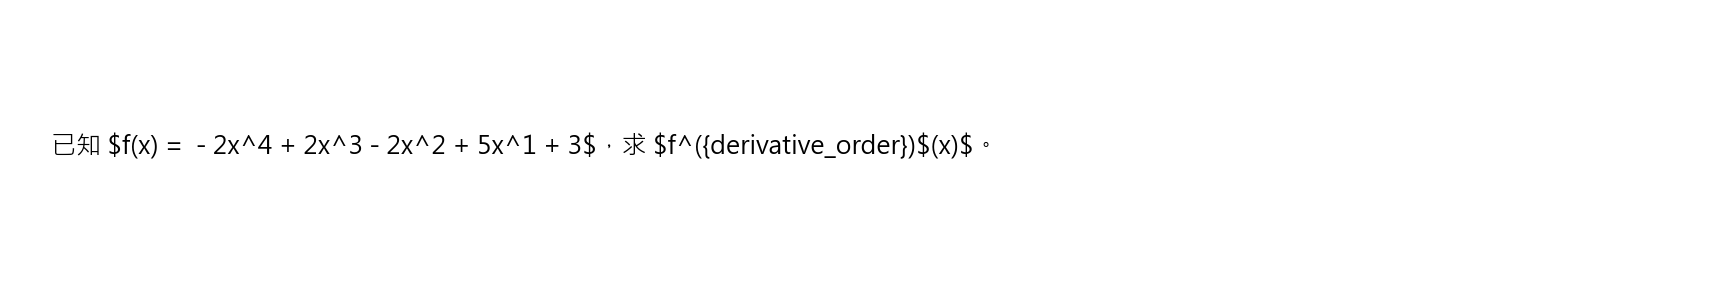 已知 $f(x) =  - 2x^4 + 2x^3 - 2x^2 + 5x^1 + 3$，求 $f^({derivative_order})$(x)$。